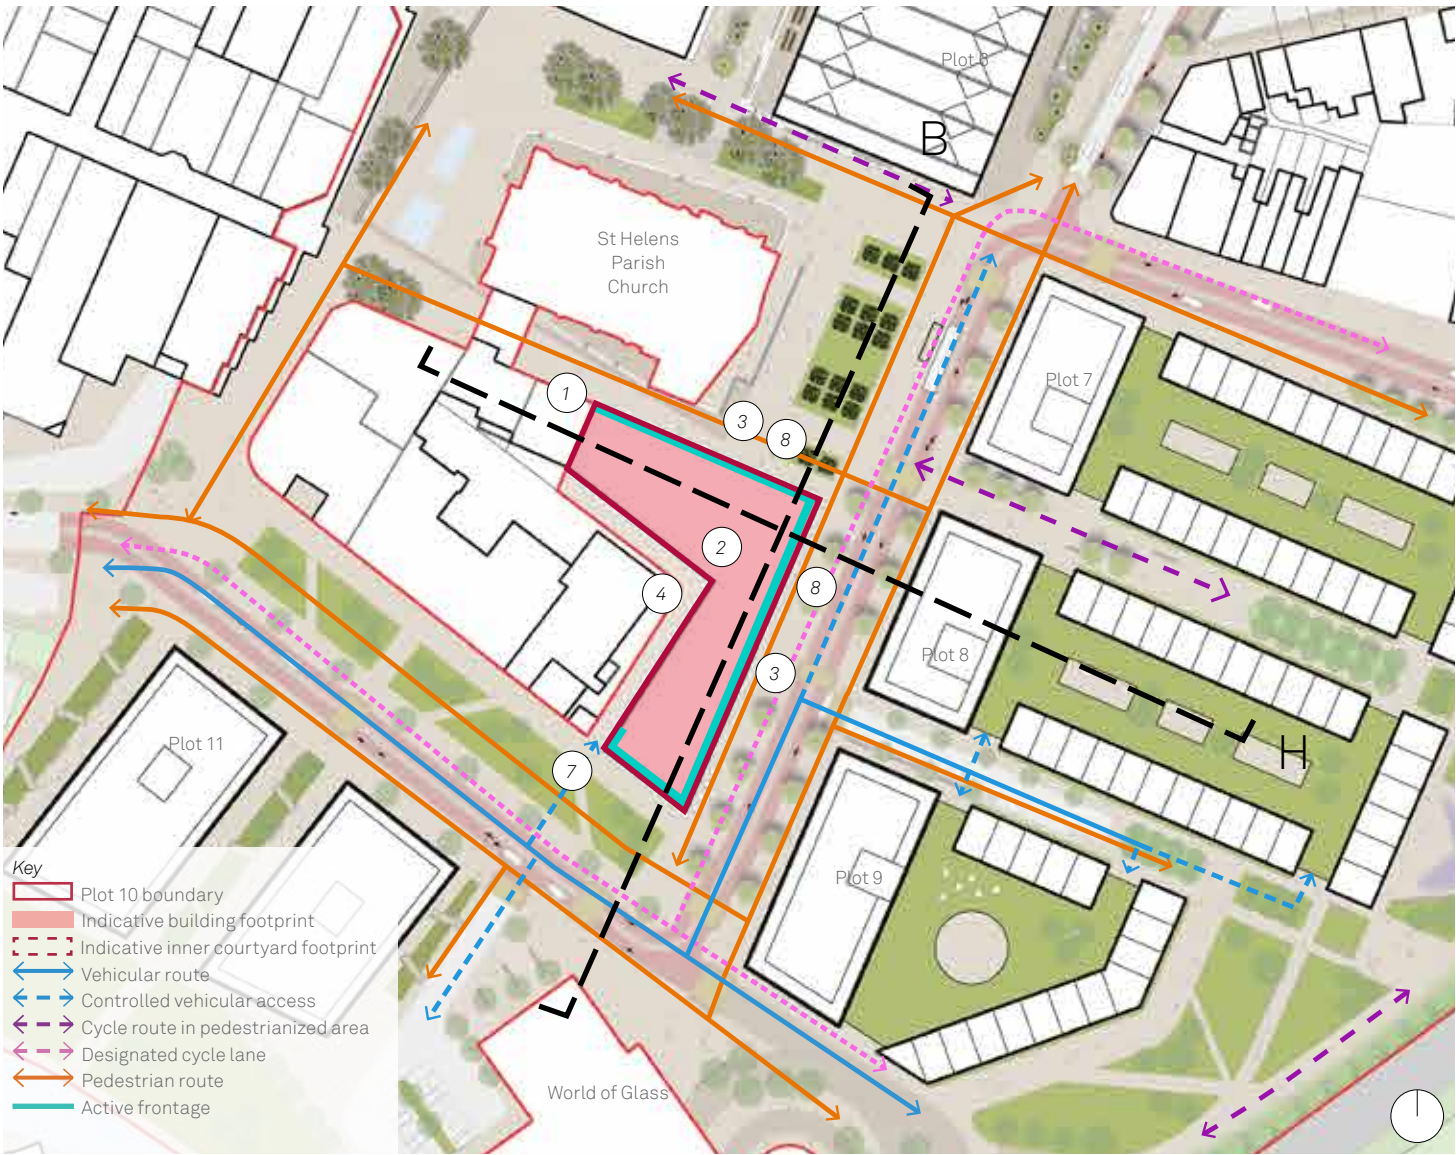 Plot 6
B
St Helens
Parish
Church
Plot 7
1
3
8
2
4
8
Plot 8
3
Plot 11
7
H
Plot 9
World of Glass
Key
Plot 10 boundary
Indicative building footprint
Indicative inner courtyard footprint
Vehicular route
Controlled vehicular access
Cycle route in pedestrianized area
Designated cycle lane
Pedestrian route
Active frontage